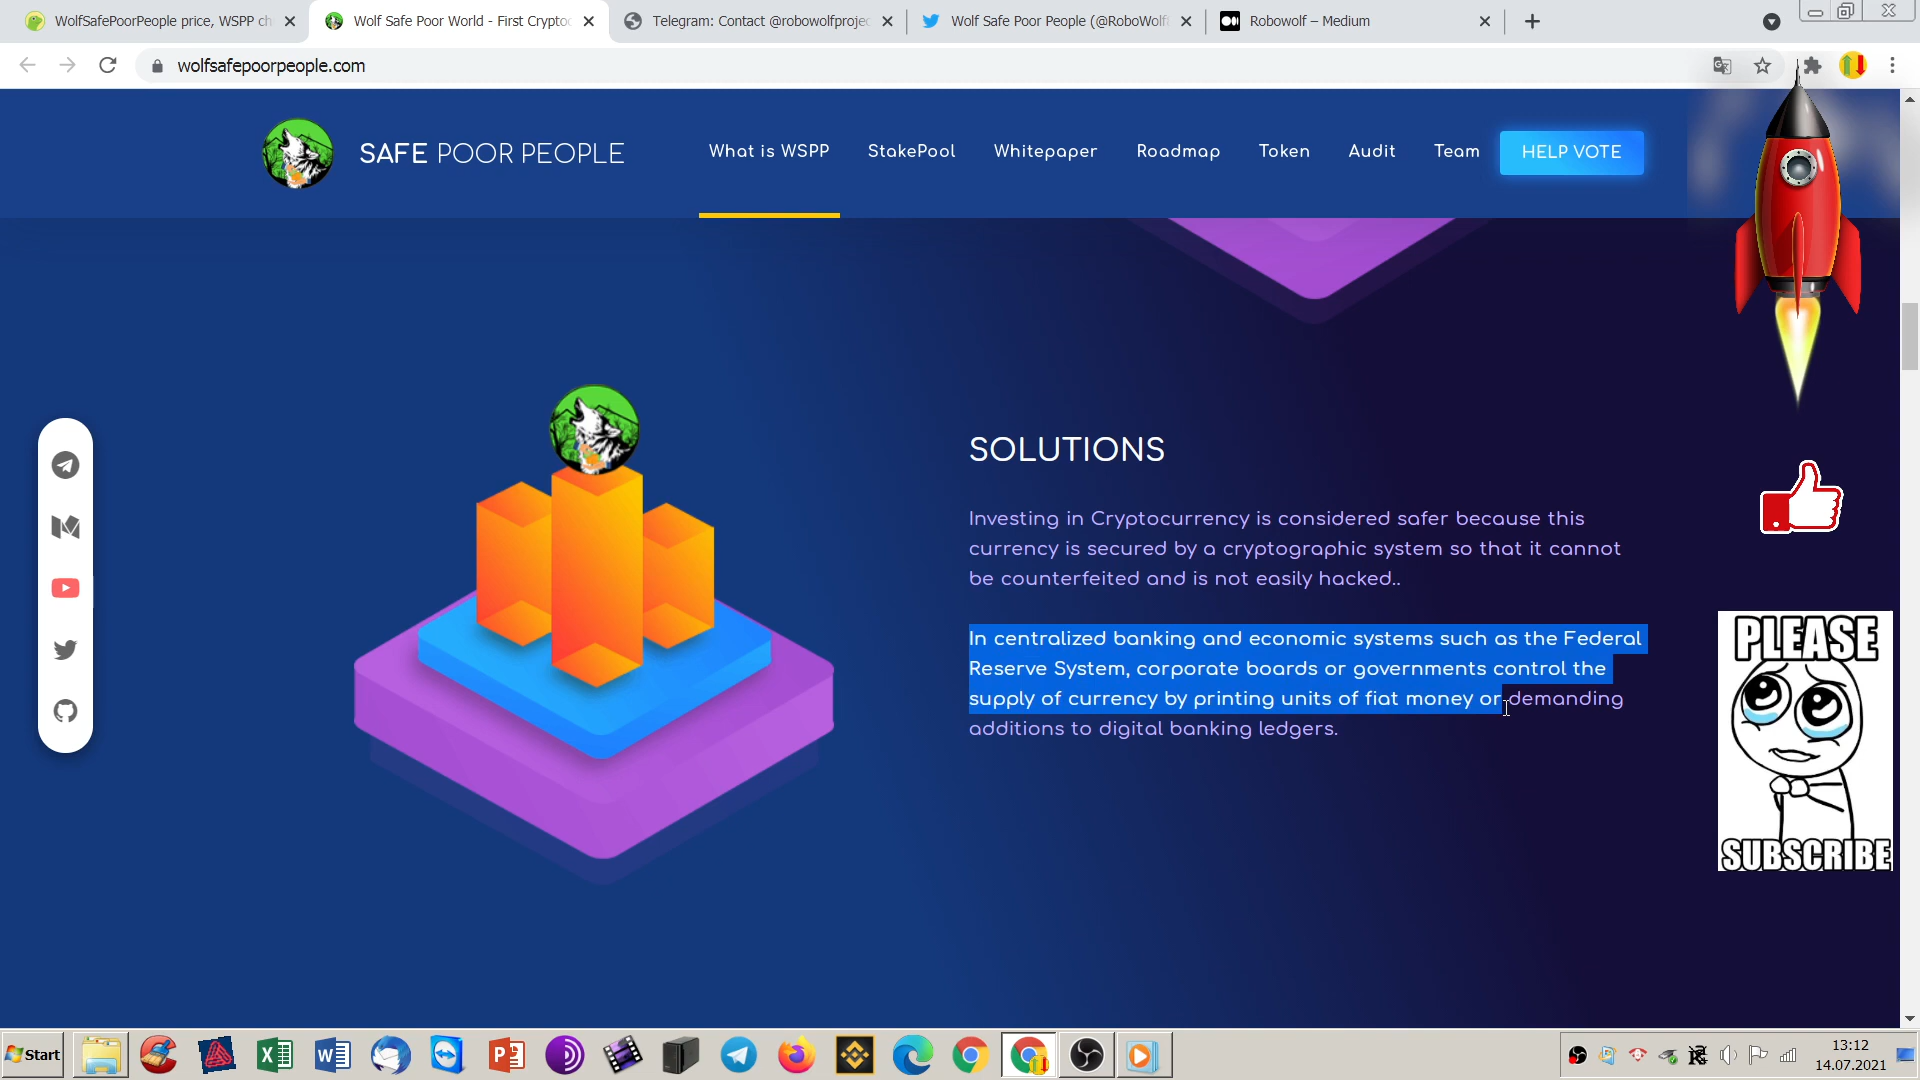 WolfSafePoorPeople price, WSPP ch
Wolf Safe Poor World - First Crypto
Telegram: Contact @robowolfprojec
Wolf Safe Poor People (@RoboWolf
Robowolf – Medium
wolfsafepoorpeople.com
SAFE POOR PEOPLE
What is WSPP
StakePool
Whitepaper
Roadmap
Token
Audit
Team
HELP VOTE
SOLUTIONS
Investing in Cryptocurrency is considered safer because this
currency is secured by a cryptographic system so that it cannot
be counterfeited and is not easily hacked..
In centralized banking and economic systems such as the Federal
Reserve System, corporate boards or governments control the
supply of currency by printing units of fiat money or demanding
additions to digital banking ledgers.
PLEASE
SUBSCRIBE
Start
13:12
14.07.2021